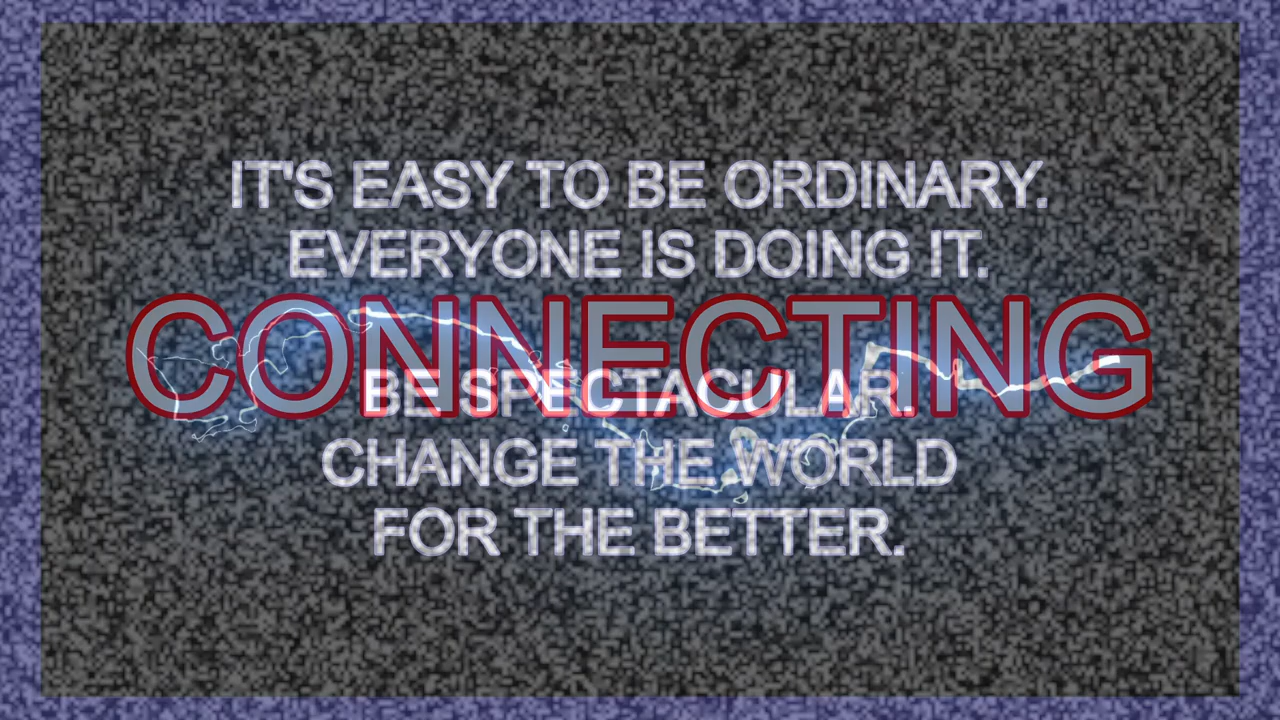 IT'S EASY TO BE ORDINARY.
EVERYONE IS DOING IT.
CONNECTING
BE SPECTACULAR.
CHANGE THE WORLD
FOR THE BETTER.